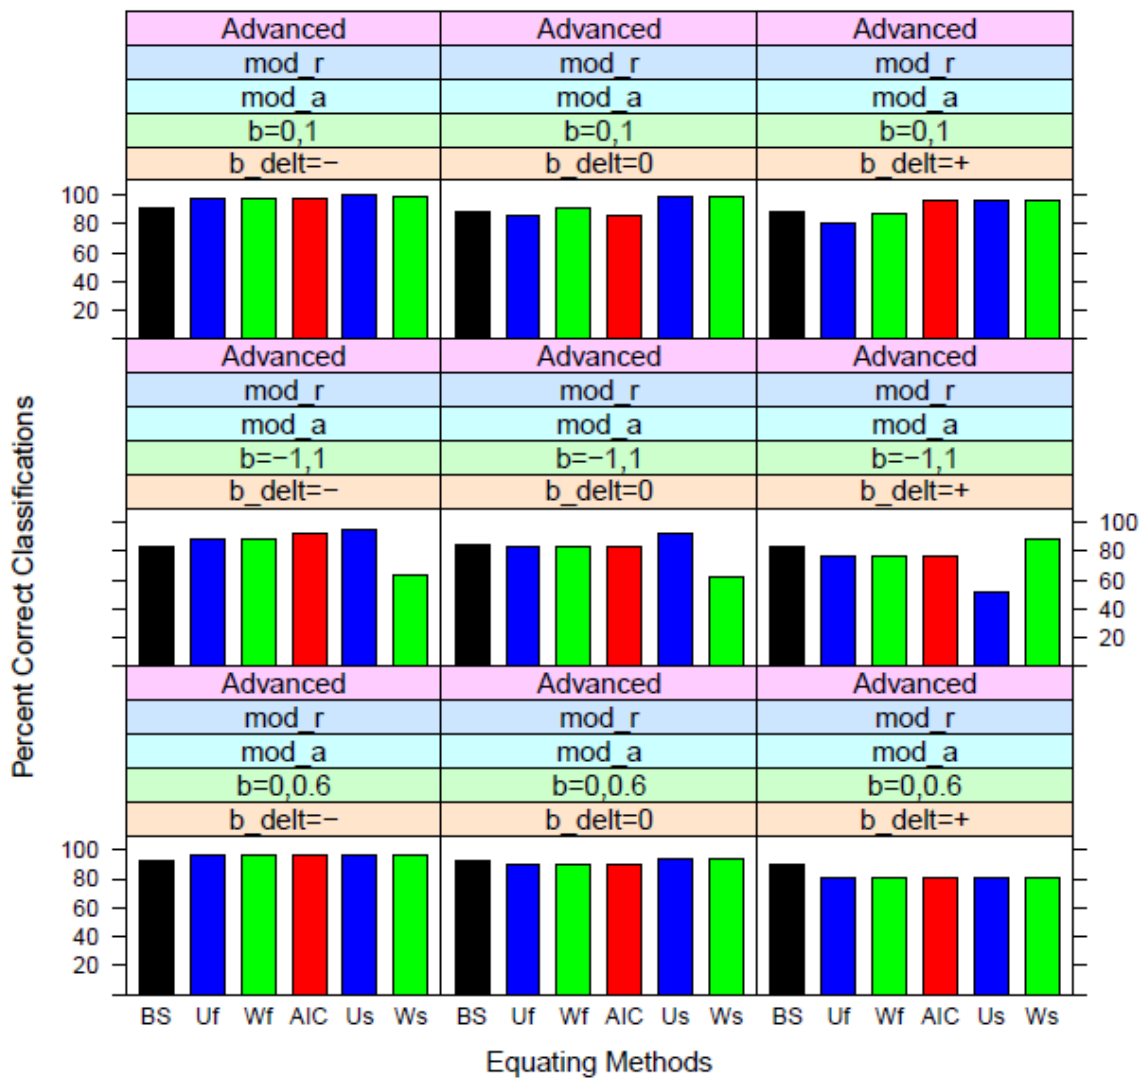 Advanced Advanced Advanced
mod_r mod_r mod_r
mod_a mod_a mod_a
b=0,1 b=0,1 b=0,1
b_delt=− b_delt=0 b_delt=+
100
80
60
40
20
Advanced Advanced Advanced
mod_r mod_r mod_r
mod_a mod_a mod_a
b=−1,1 b=−1,1 b=−1,1
b_delt=− b_delt=0 b_delt=+
100
80
60
40
20
Percent Correct Classifications
Advanced Advanced Advanced
mod_r mod_r mod_r
mod_a mod_a mod_a
b=0,0.6 b=0,0.6 b=0,0.6
b_delt=− b_delt=0 b_delt=+
100
80
60
40
20
BS Uf Wf AIC Us Ws BS Uf Wf AIC Us Ws BS Uf Wf AIC Us Ws
Equating Methods